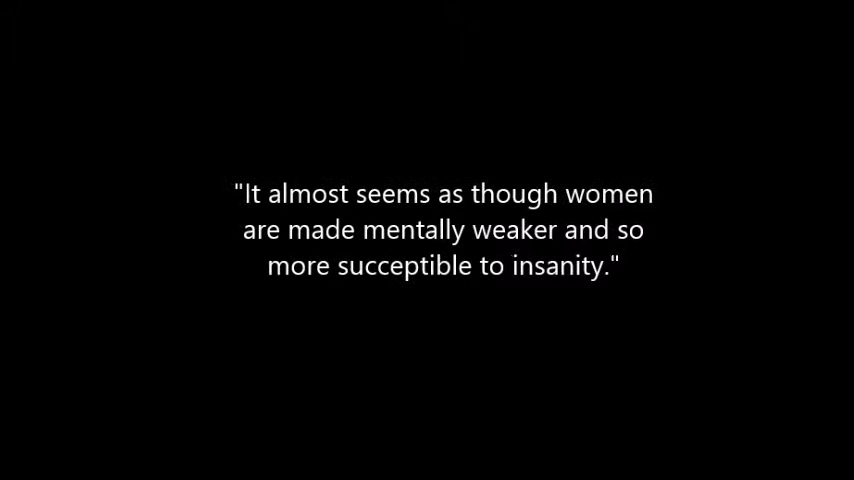 "It almost seems as though women
are made mentally weaker and so
more succeptible to insanity."